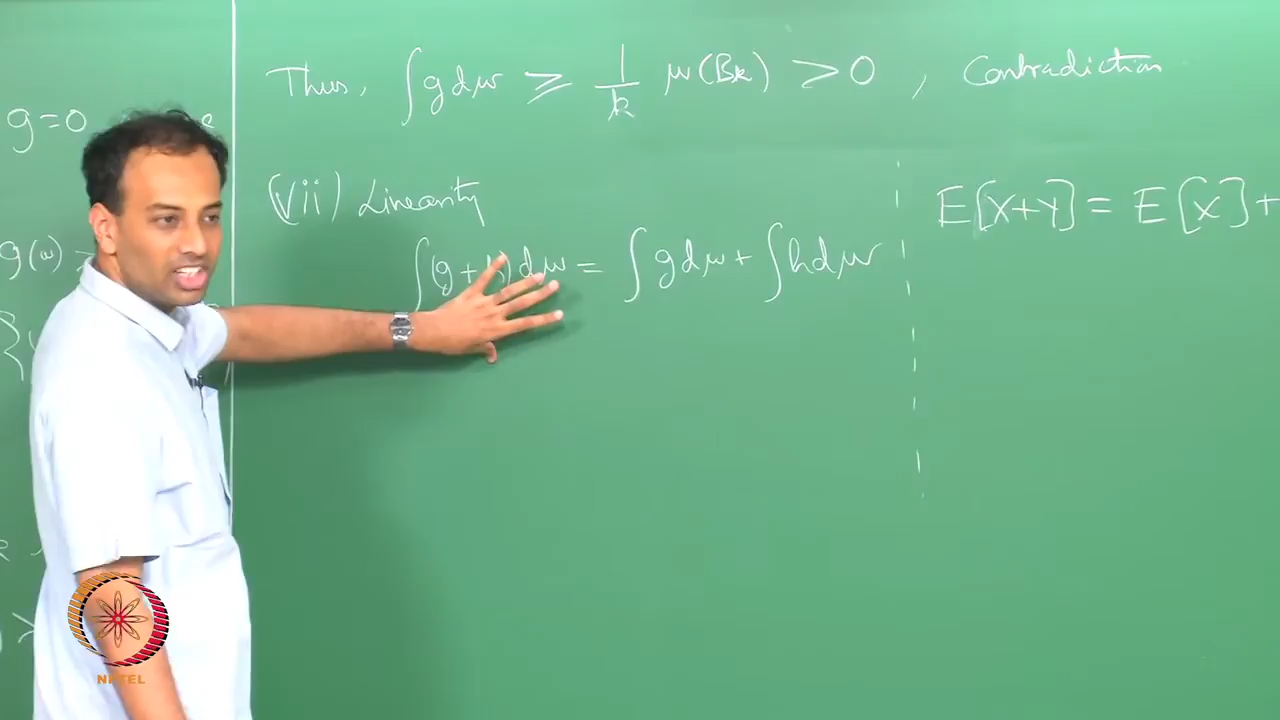 g=0
g(ω)
Thus, ∫g dμ ≥ 1/k μ(Bk) > 0, Contradiction
(vii) Linearity
∫(g+h)dμ = ∫g dμ + ∫h dμ
E[X+Y] = E[X]+
NPTEL